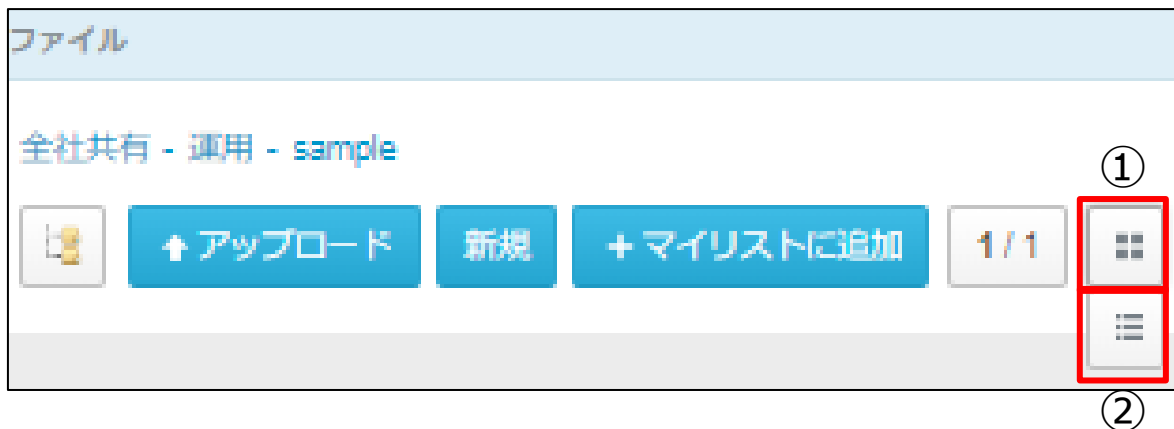 ファイル
全社共有 - 運用 - sample
①
アップロード 新規 +マイリストに追加 1 / 1
②